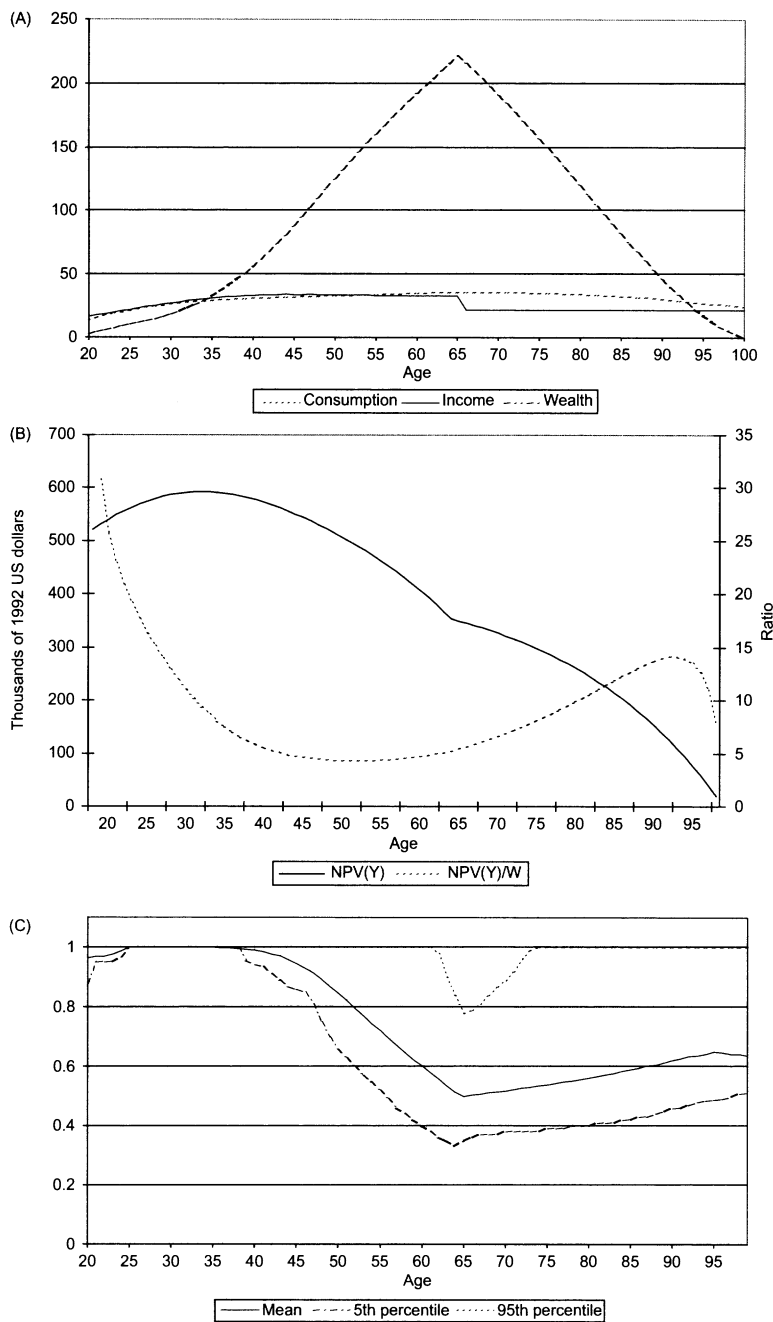 (A)
250
200
150
100
50
0
20 25 30 35 40 45 50 55 60 65 70 75 80 85 90 95 100
Age
Consumption Income Wealth
(B)
700
600
500
400
300
200
100
0
Thousands of 1992 US dollars
35
30
25
20
15
10
5
0
Ratio
20 25 30 35 40 45 50 55 60 65 70 75 80 85 90 95
Age
NPV(Y) NPV(Y)/W
(C)
1
0.8
0.6
0.4
0.2
0
20 25 30 35 40 45 50 55 60 65 70 75 80 85 90 95
Age
Mean 5th percentile 95th percentile